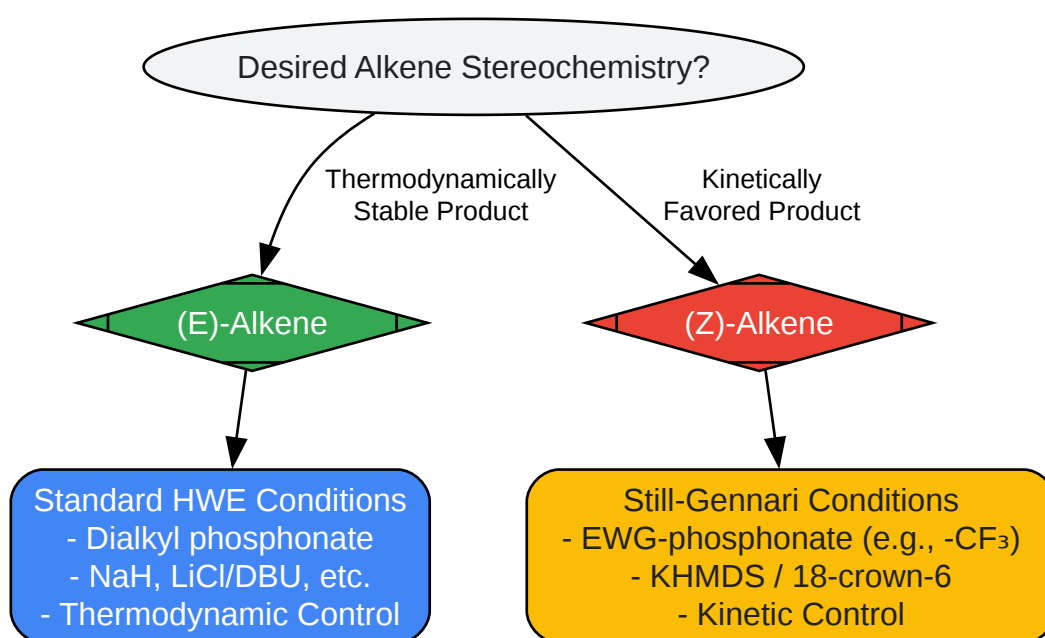 Desired Alkene Stereochemistry?
Thermodynamically
Stable Product
Kinetically
Favored Product
(E)-Alkene
(Z)-Alkene
Standard HWE Conditions
- Dialkyl phosphonate
- NaH, LiCl/DBU, etc.
- Thermodynamic Control
Still-Gennari Conditions
- EWG-phosphonate (e.g., -CF₃)
- KHMDS / 18-crown-6
- Kinetic Control